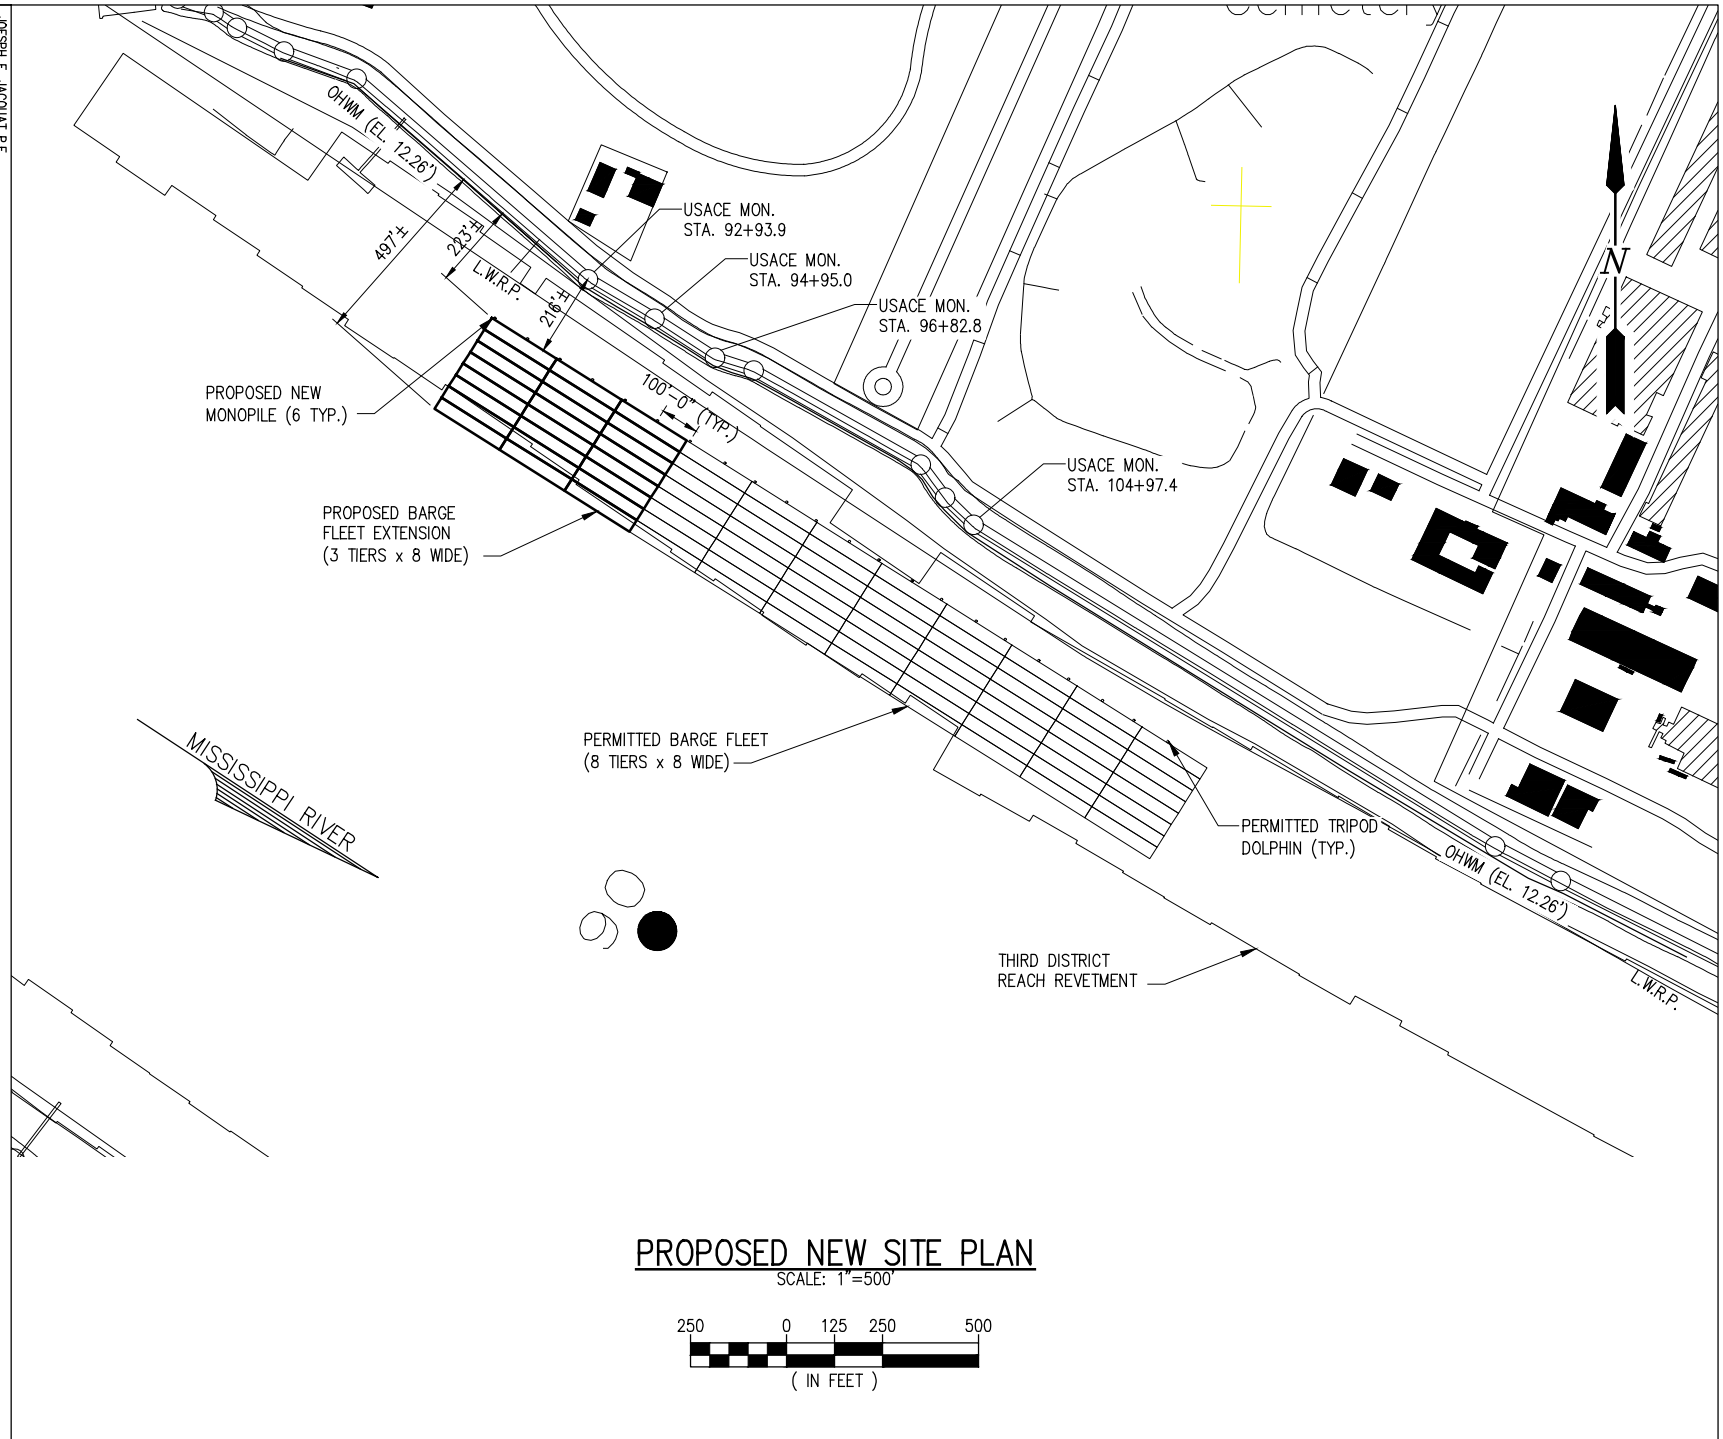 Cemetery
JOESPH E. JACQUAT P.E.
OHWM (EL. 12.26')
497'±
223'±
L.W.R.P.
216'±
USACE MON.
STA. 92+93.9
USACE MON.
STA. 94+95.0
USACE MON.
STA. 96+82.8
N
PROPOSED NEW
MONOPILE (6 TYP.)
100'-0" (TYP.)
USACE MON.
STA. 104+97.4
PROPOSED BARGE
FLEET EXTENSION
(3 TIERS x 8 WIDE)
PERMITTED BARGE FLEET
(8 TIERS x 8 WIDE)
MISSISSIPPI RIVER
PERMITTED TRIPOD
DOLPHIN (TYP.)
OHWM (EL. 12.26')
THIRD DISTRICT
REACH REVETMENT
L.W.R.P.
PROPOSED NEW SITE PLAN
SCALE: 1"=500'
250 0 125 250 500
( IN FEET )